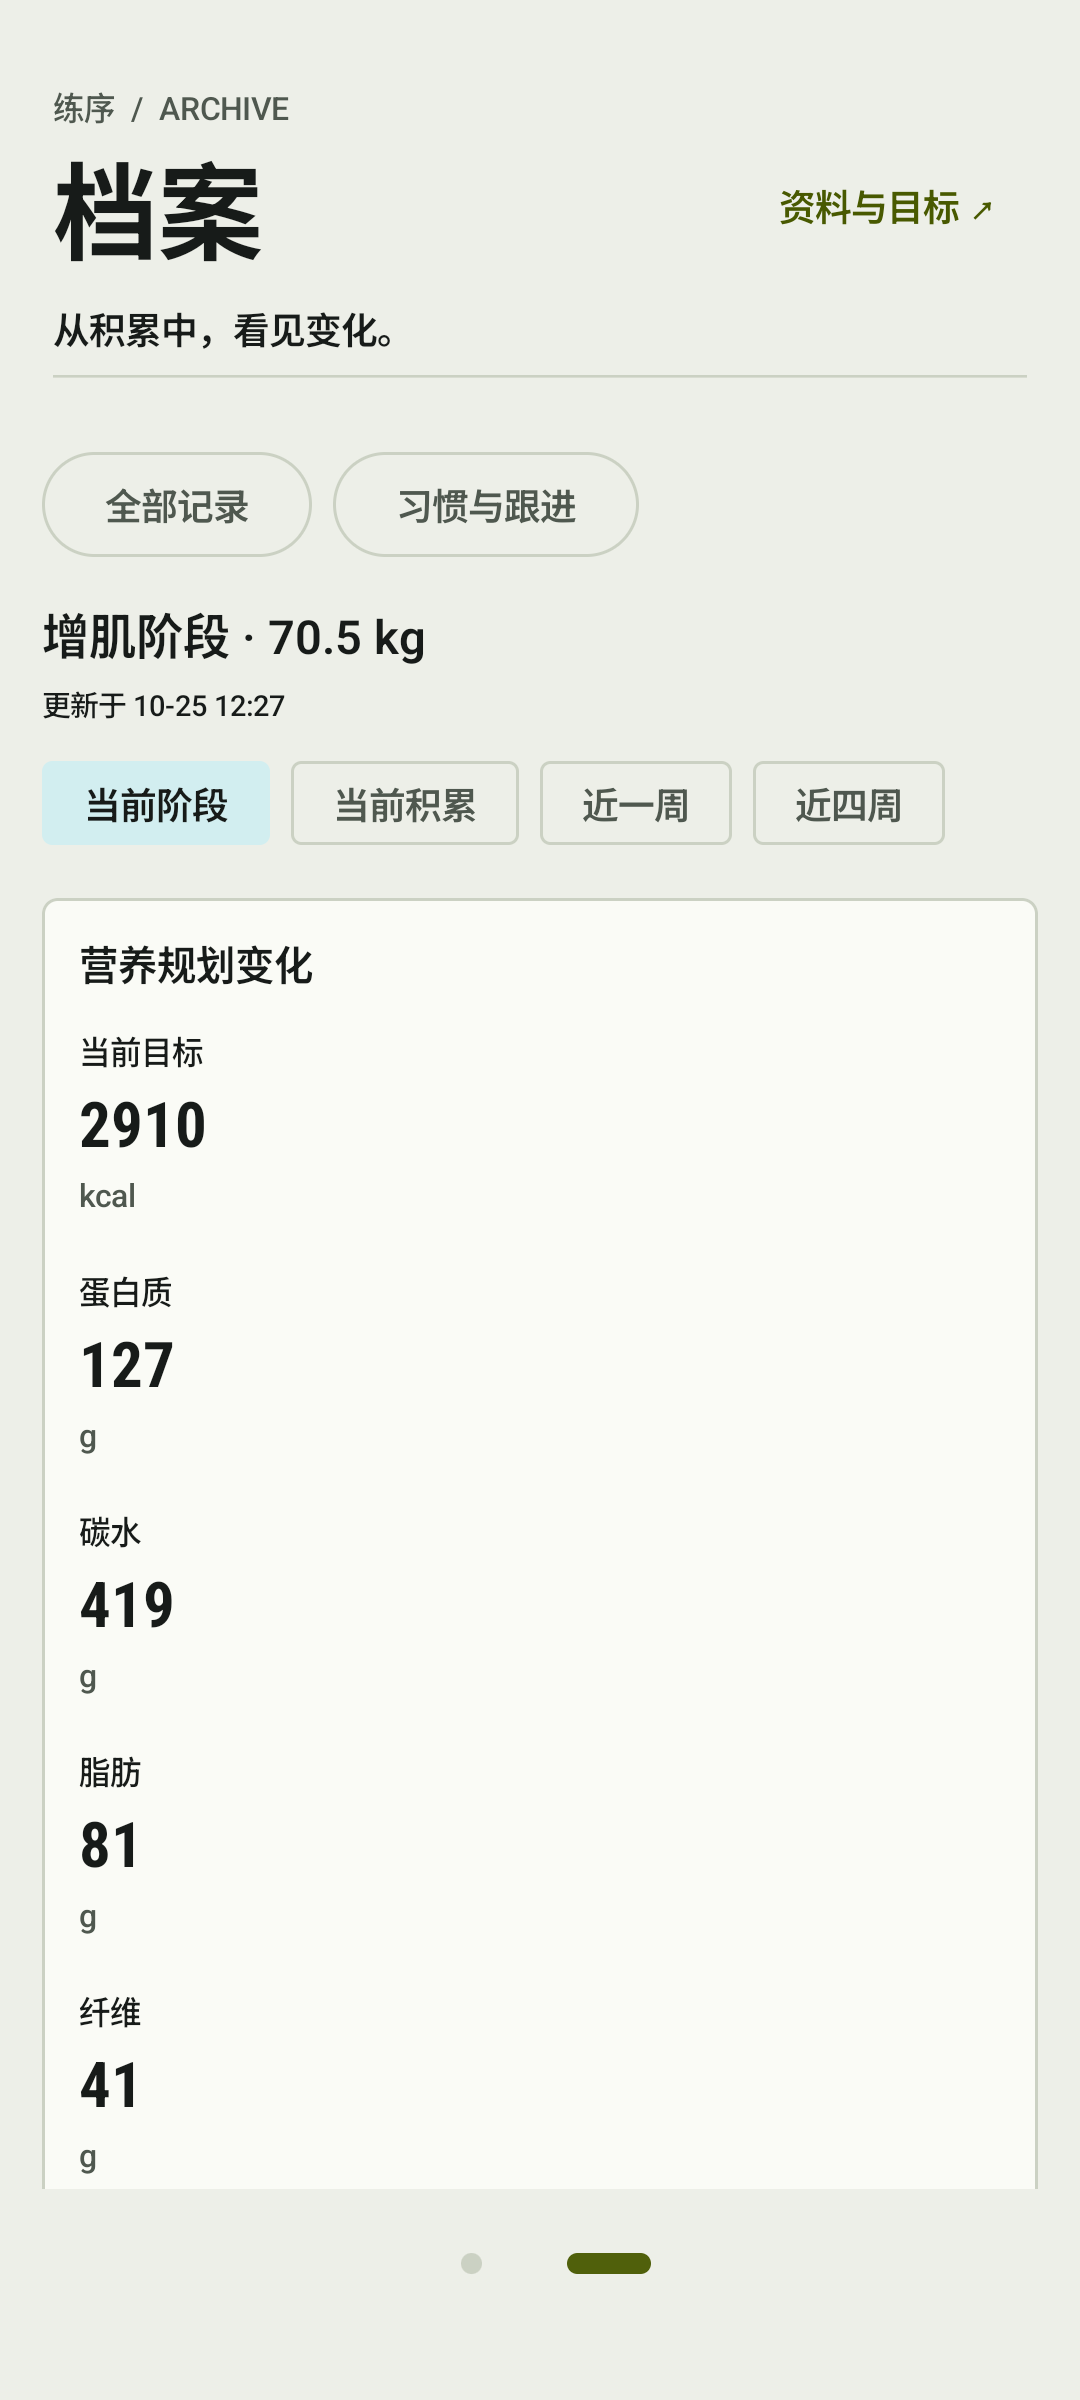 练序 / ARCHIVE
档案
资料与目标 ↗
从积累中，看见变化。
全部记录 习惯与跟进
增肌阶段 · 70.5 kg
更新于 10-25 12:27
当前阶段 当前积累 近一周 近四周
营养规划变化
当前目标
2910
kcal
蛋白质
127
g
碳水
419
g
脂肪
81
g
纤维
41
g